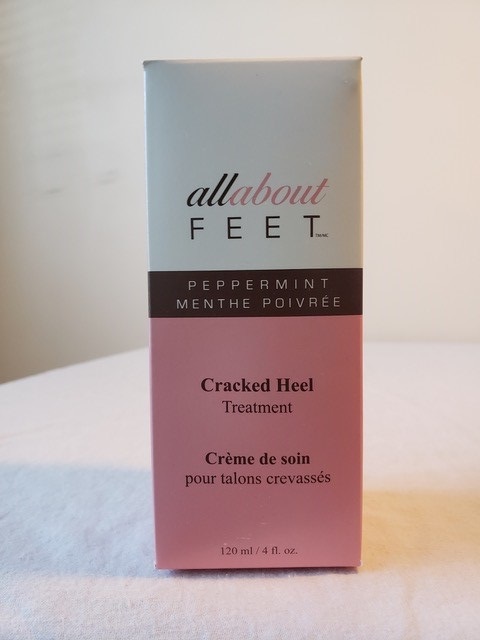 allabout
FEET
PEPPERMINT
MENTHE POIVRÉE
Cracked Heel
Treatment
Crème de soin
pour talons crevassés
120 ml / 4 fl. oz.